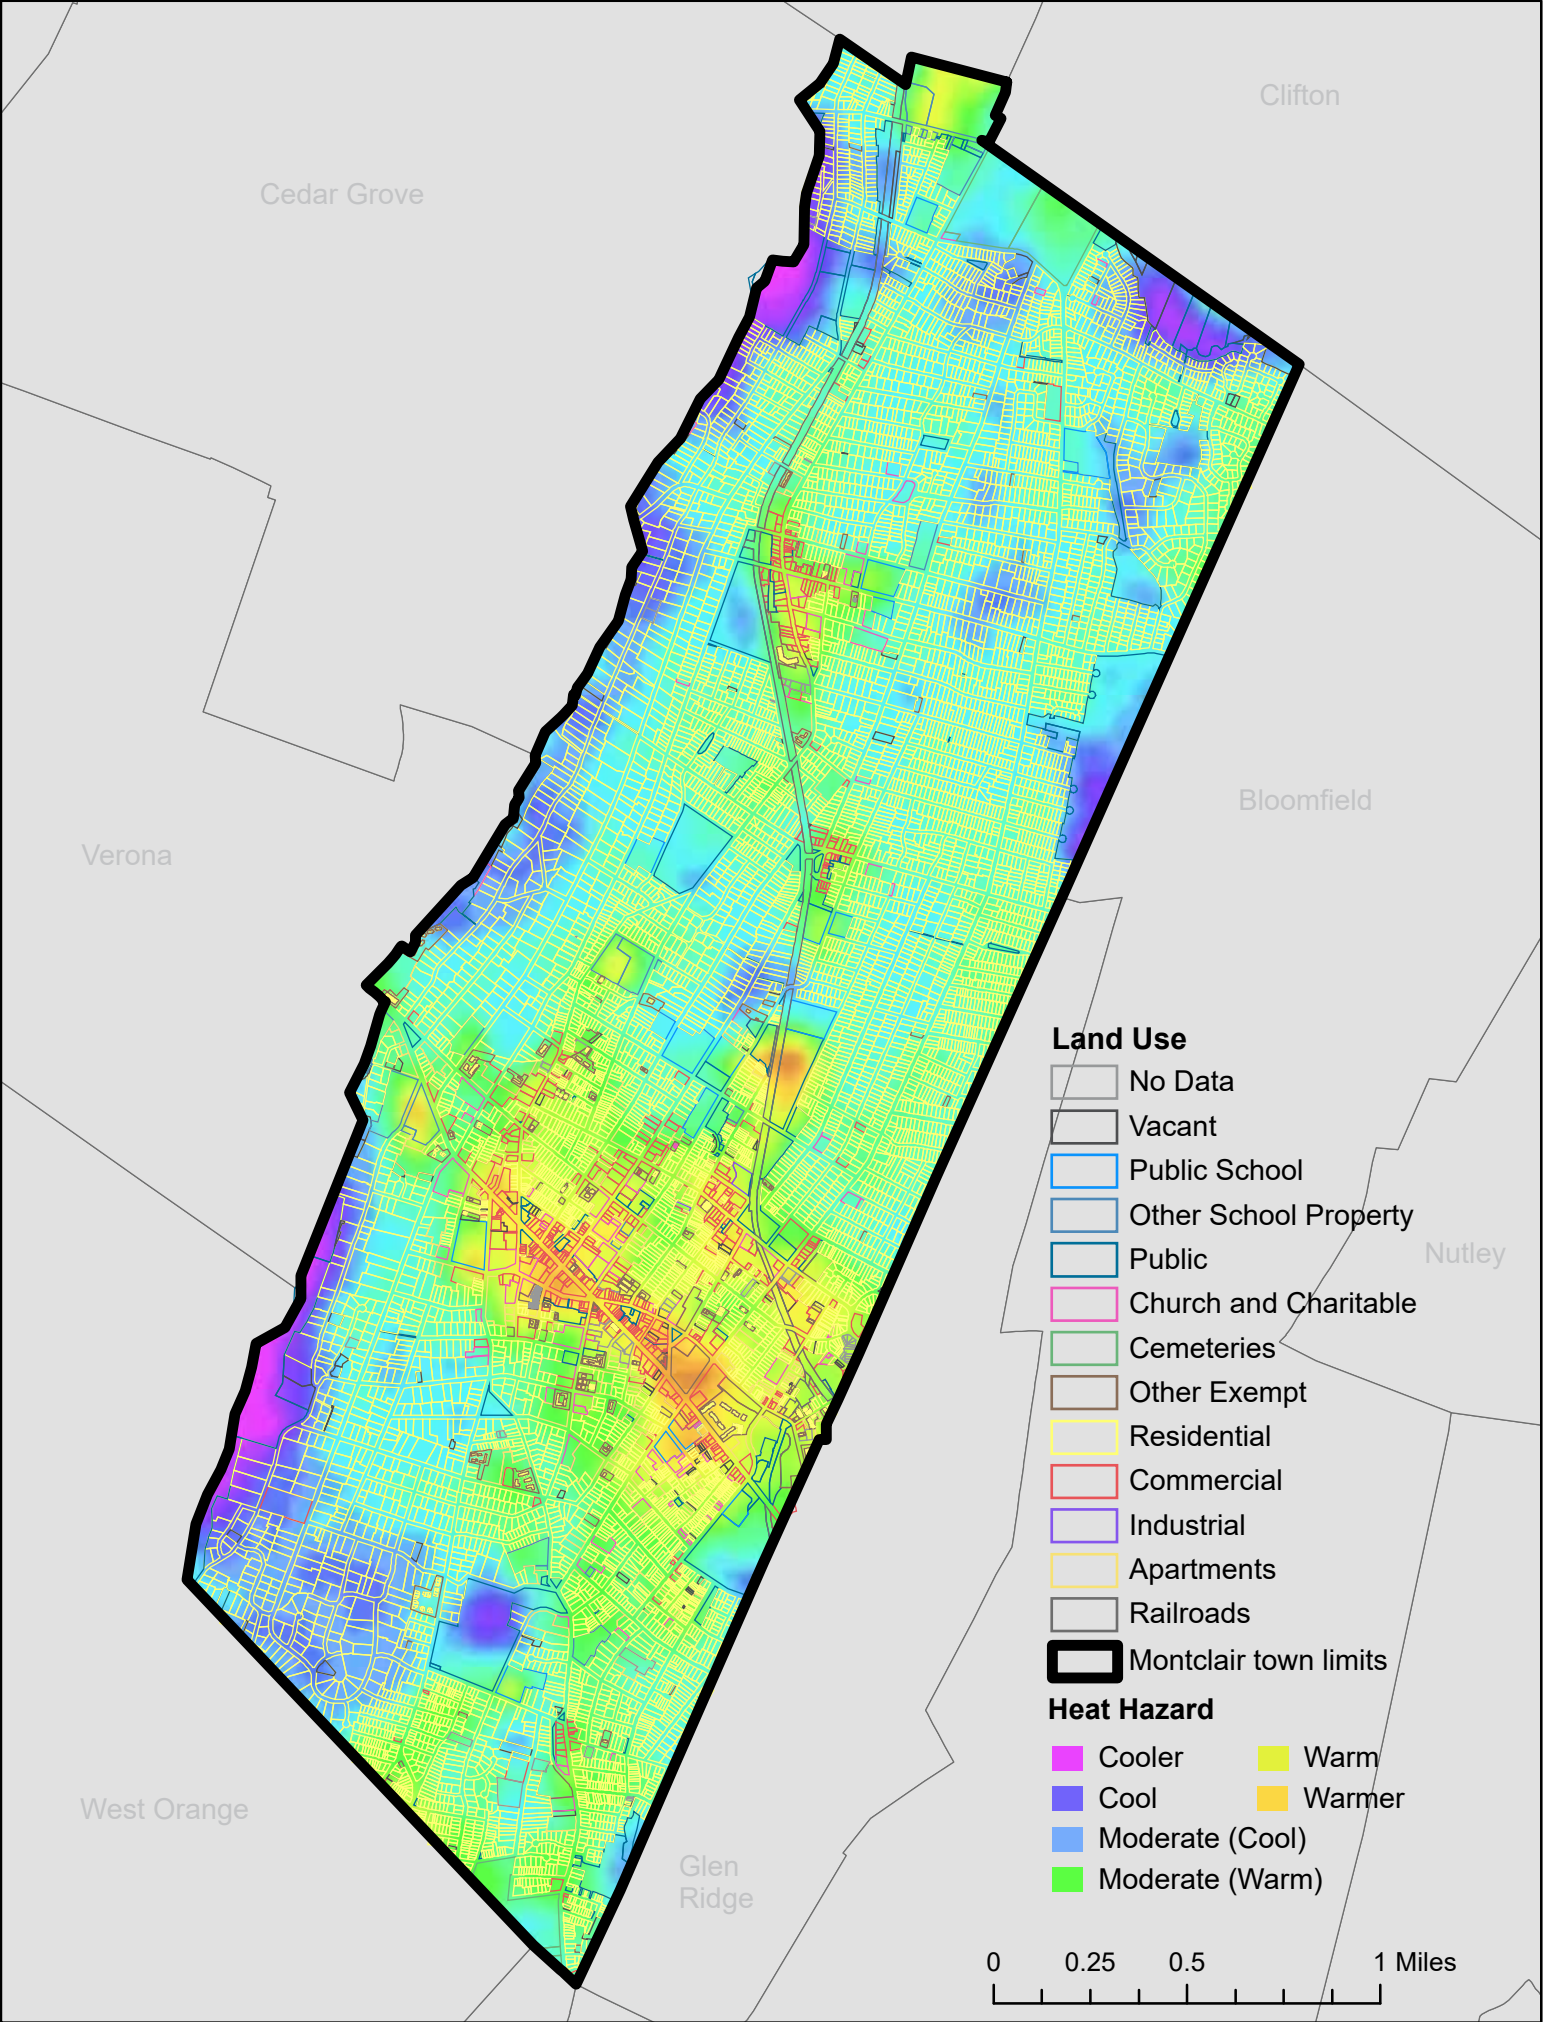 Clifton
Cedar Grove
Bloomfield
Verona
Nutley
West Orange
Glen
Ridge
Land Use
No Data
Vacant
Public School
Other School Property
Public
Church and Charitable
Cemeteries
Other Exempt
Residential
Commercial
Industrial
Apartments
Railroads
Montclair town limits
Heat Hazard
Cooler
Cool
Moderate (Cool)
Moderate (Warm)
Warm
Warmer
0 0.25 0.5 1 Miles